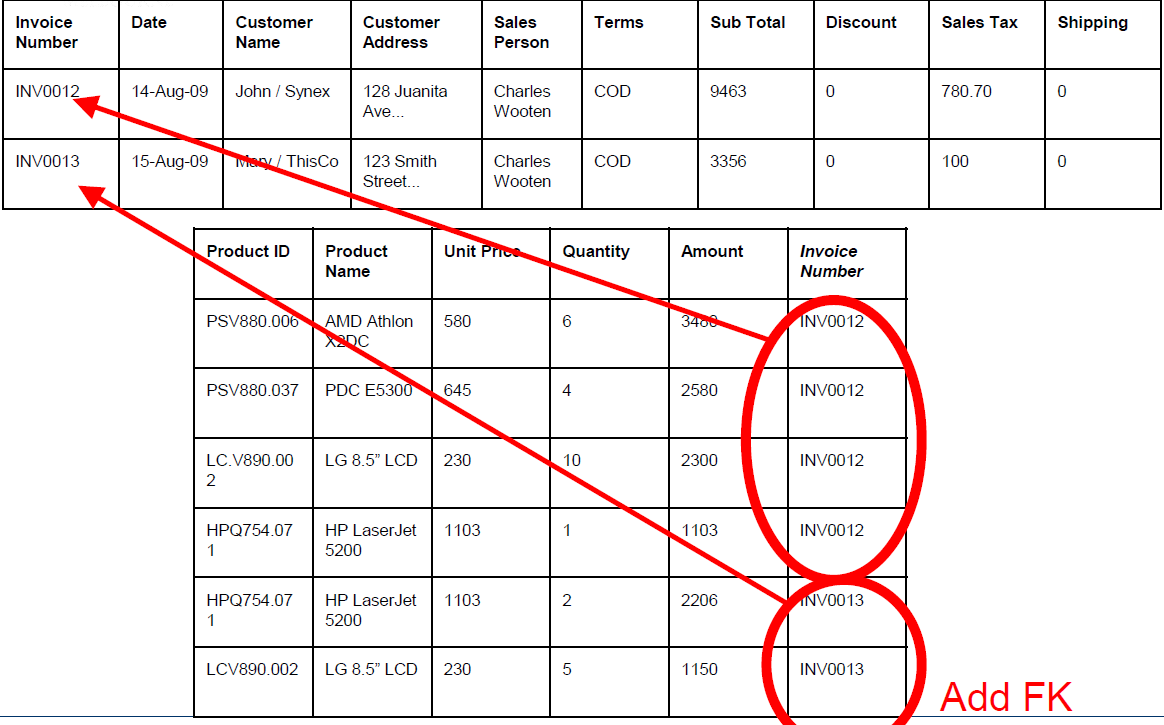 Invoice Number Date Customer Name Customer Address Sales Person Terms Sub Total Discount Sales Tax Shipping
INV0012 14-Aug-09 John / Synex 128 Juanita Ave... Charles Wooten COD 9463 0 780.70 0
INV0013 15-Aug-09 Mary / ThisCo 123 Smith Street... Charles Wooten COD 3356 0 100 0
Product ID Product Name Unit Price Quantity Amount Invoice Number
PSV880.006 AMD Athlon X2DC 580 6 3480 INV0012
PSV880.037 PDC E5300 645 4 2580 INV0012
LC.V890.002 LG 8.5” LCD 230 10 2300 INV0012
HPQ754.071 HP LaserJet 5200 1103 1 1103 INV0012
HPQ754.071 HP LaserJet 5200 1103 2 2206 INV0013
LCV890.002 LG 8.5” LCD 230 5 1150 INV0013
Add FK